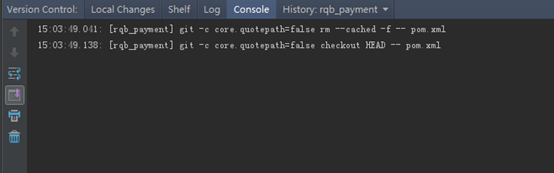 Version Control: Local Changes Shelf Log Console History: rqb_payment
15:03:49.041: [rqb_payment] git -c core.quotepath=false rm --cached -f -- pom.xml
15:03:49.138: [rqb_payment] git -c core.quotepath=false checkout HEAD -- pom.xml